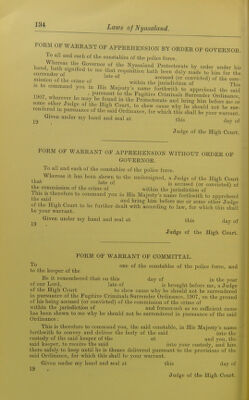 134 Laws of Nyasaland.
FORM OF WARRANT OF APPREHENSION BY ORDER OF GOVERNOR.
To all and each of the constables of the police force.
Whereas the Governor of the Nyasaland Protectorate by order under his
hand, hath signified to me that requisition hath been duly made to him for the
surrender of late of accused (or convicted) of the com-
mission of the crime of within the jurisdiction of This
is to command you in His Majesty's name forthwith to apprehend the said
pursuant to the Fugitive Criminals Surrender Ordinance,
1907, wherever he may be found in the Protectorate and bring him before me or
some other Judge of the High Court, to show cause why he should not be sur-
rendered in pursuance of the said Ordinance, for which this shall be your warrant.
Given under my hand and seal at this day of
19
Judge of the High Court.
FORM OF WARRANT OF APPREHENSION WITHOUT ORDER OF
GOVERNOR.
To all and each of the constables of the police force.
Whereas it has been shown to the undersigned, a Judge of the High Court
that late of is accused (or convicted) of
the commission of the crime of within the jurisdiction of
This is therefore to command you in His Majesty's name forthwith to apprehend
the said and bring him before me or some other Judge
of the High Court to be further dealt with according to law, for which this shall
be your warrant.
Given under my hand and seal at this day of
19
Judge of the High Court.
FORM OF WARRANT OF COMMITTAL.
To one of the constables of the police force, and
to the keeper of the
Be it remembered that on this day of in the year
of our Lord, late of is brought before me, a Judge
of the High Court to show cause why he should not be surrendered
in pursuance of the Fugitive Criminals Surrender Ordinance, 1907, on the ground
of his being accused (or convicted) of the commission of the crime of
within the jurisdiction of and forasmuch as no sufficient cause
has been shown to me why he should not be surrendered in pursuance of the said
Ordinance:
This is therefore to command you, the said constable, in His Majesty's name
forthwith to convey and deliver the body of the said into the
custody of the said keeper of the at and you, the
said keeper, to receive the said into your custody, and him
there safely to keep until he is thence delivered pursuant to the provisions of the
said Ordinance, for which this shall be your warrant.
Given under my hand and seal at this day of
19
Judge of the High Court.